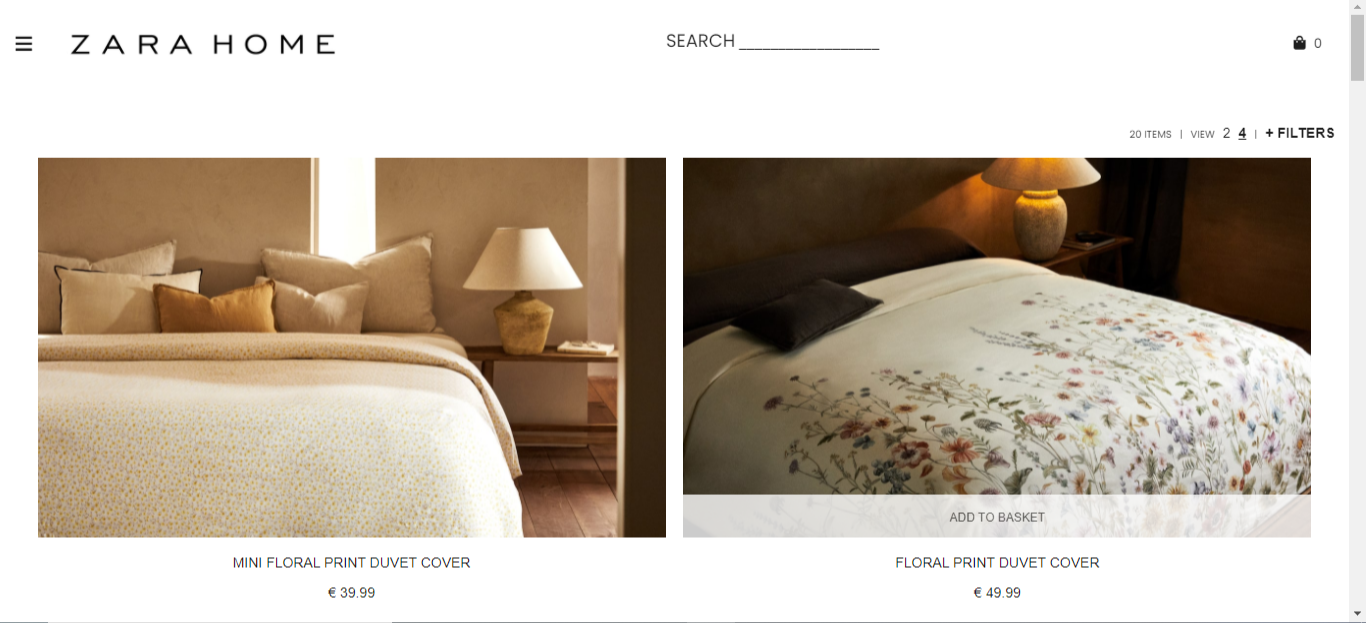 ZARA HOME
SEARCH
0
20 ITEMS | VIEW 2 4 | + FILTERS
ADD TO BASKET
MINI FLORAL PRINT DUVET COVER
FLORAL PRINT DUVET COVER
€ 39.99
€ 49.99